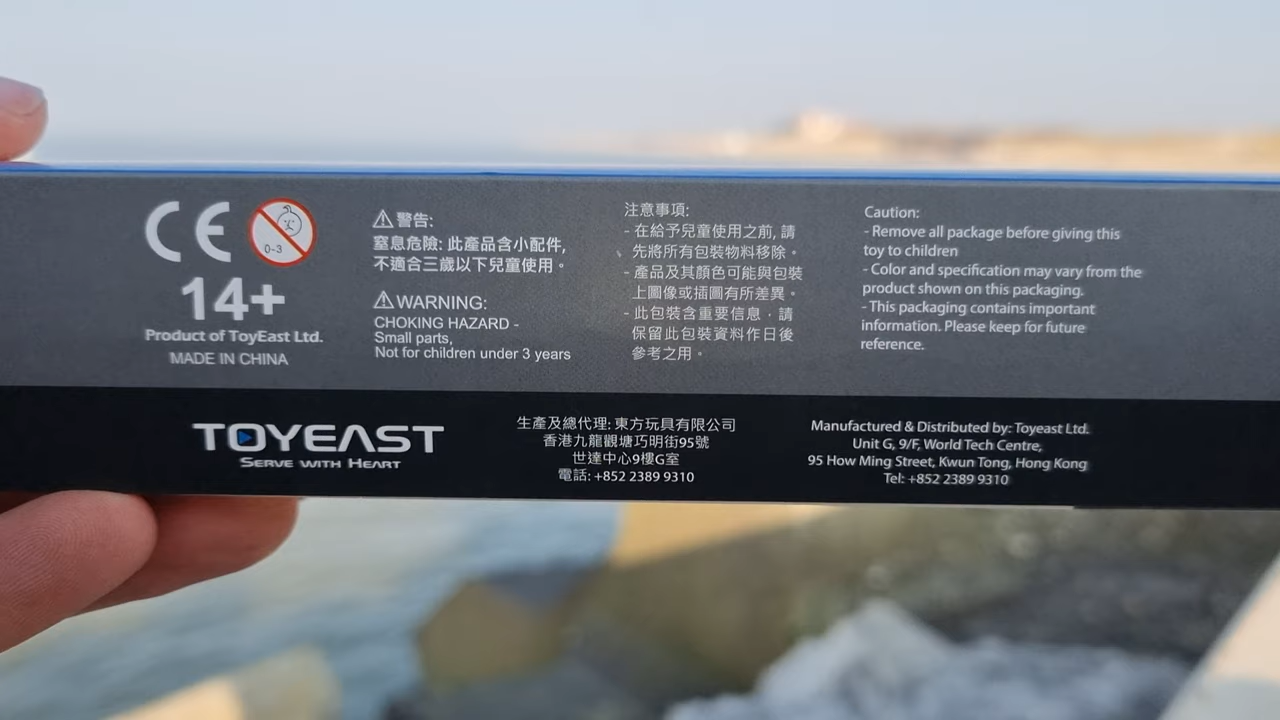 CE
0-3
14+
Product of ToyEast Ltd.
MADE IN CHINA
警告:
窒息危險: 此產品含小配件,
不適合三歲以下兒童使用。
WARNING:
CHOKING HAZARD -
Small parts,
Not for children under 3 years
注意事項:
- 在給予兒童使用之前, 請
先將所有包裝物料移除。
- 產品及其顏色可能與包裝
上圖像或插圖有所差異。
- 此包裝含重要信息，請
保留此包裝資料作日後
參考之用。
Caution:
- Remove all package before giving this
toy to children
- Color and specification may vary from the
product shown on this packaging.
- This packaging contains important
information. Please keep for future
reference.
TOYEAST
SERVE WITH HEART
生產及總代理: 東方玩具有限公司
香港九龍觀塘巧明街95號
世達中心9樓G室
電話: +852 2389 9310
Manufactured & Distributed by: Toyeast Ltd.
Unit G, 9/F, World Tech Centre,
95 How Ming Street, Kwun Tong, Hong Kong
Tel: +852 2389 9310